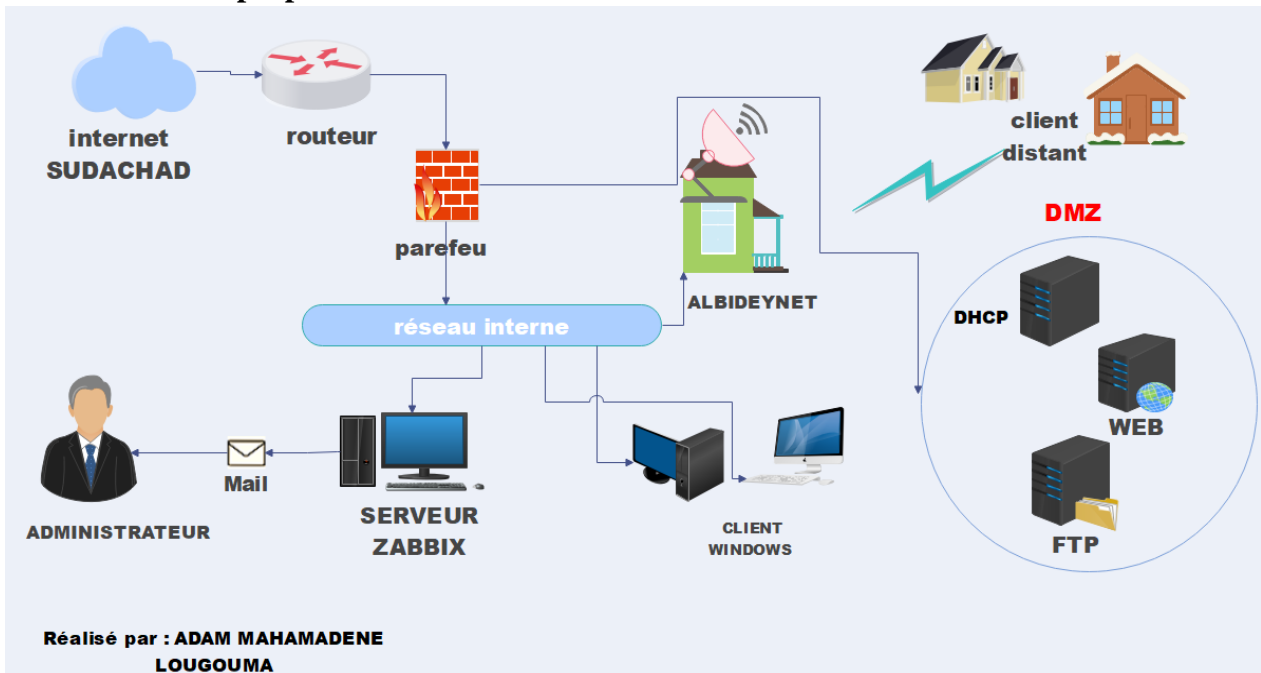 internet
SUDACHAD
routeur
parefeu
client
distant
DMZ
ALBIDEYNET
réseau interne
DHCP
WEB
FTP
Mail
ADMINISTRATEUR
SERVEUR
ZABBIX
CLIENT
WINDOWS
Réalisé par : ADAM MAHAMADENE
LOUGOUMA